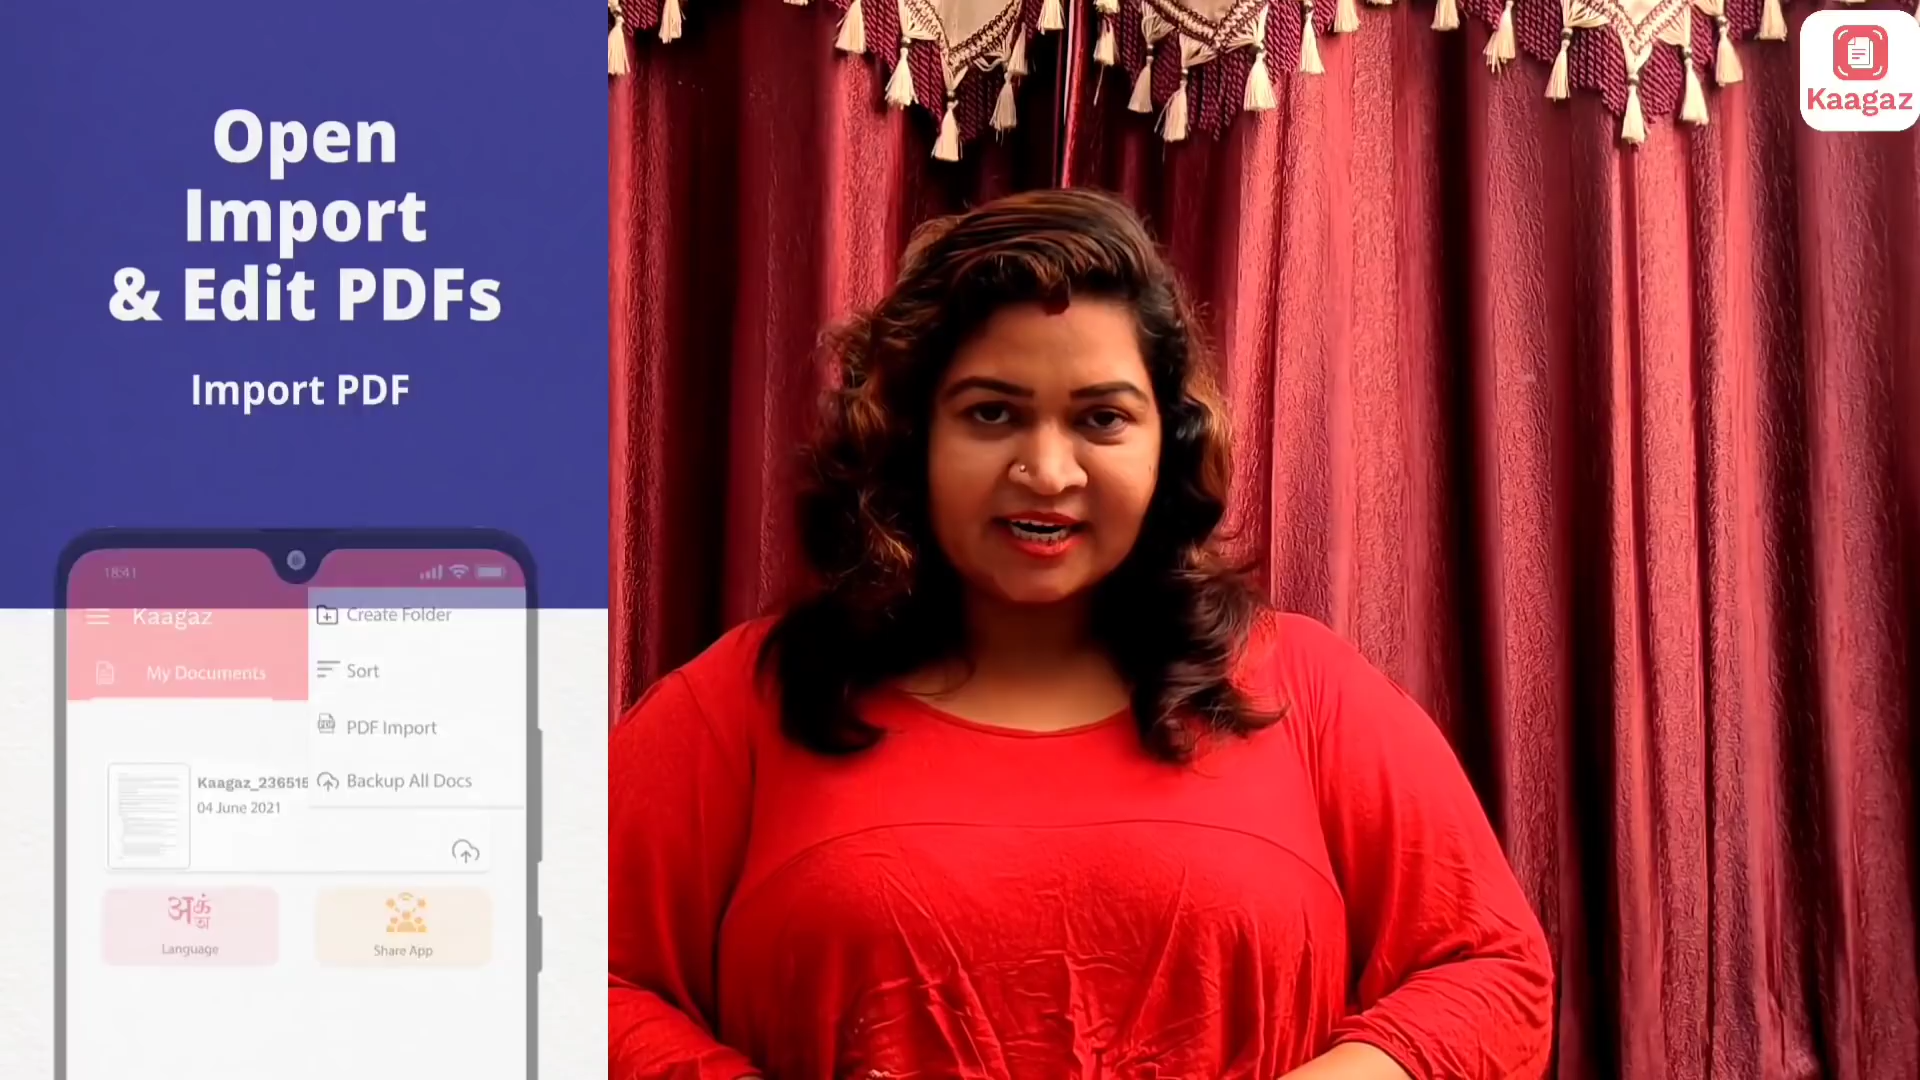 Open
Import
& Edit PDFs
Import PDF
18:41
Kaagaz
Create Folder
My Documents
Sort
PDF Import
Kaagaz_236515
04 June 2021
Backup All Docs
अ க்
অ
Language
Share App
Kaagaz